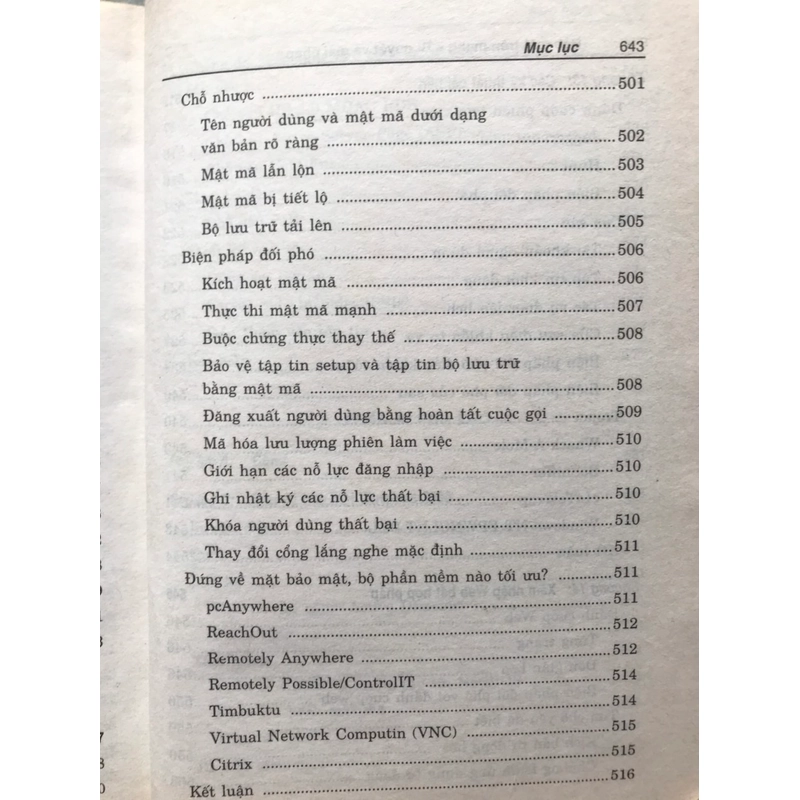 Mục lục 643
Chỗ nhược 501
Tên người dùng và mật mã dưới dạng
văn bản rõ ràng 502
Mật mã lẫn lộn 503
Mật mã bị tiết lộ 504
Bộ lưu trữ tải lên 505
Biện pháp đối phó 506
Kích hoạt mật mã 506
Thực thi mật mã mạnh 507
Buộc chứng thực thay thế 508
Bảo vệ tập tin setup và tập tin bộ lưu trữ
bằng mật mã 508
Đăng xuất người dùng bằng hoàn tất cuộc gọi 509
Mã hóa lưu lượng phiên làm việc 510
Giới hạn các nỗ lực đăng nhập 510
Ghi nhật ký các nỗ lực thất bại 510
Khóa người dùng thất bại 510
Thay đổi cổng lắng nghe mặc định 511
Đứng về mặt bảo mật, bộ phần mềm nào tối ưu? 511
pcAnywhere 511
ReachOut 512
Remotely Anywhere 512
Remotely Possible/ControlIT 514
Timbuktu 514
Virtual Network Computin (VNC) 515
Citrix 515
Kết luận 516